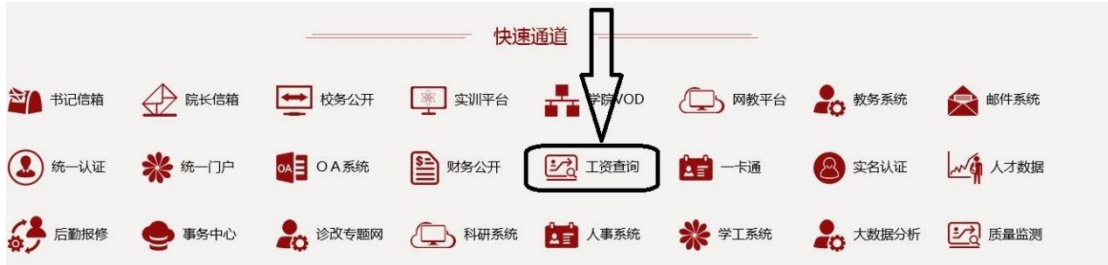 快速通道
书记信箱 院长信箱 校务公开 实训平台 学院VOD 网教平台 教务系统 邮件系统
统一认证 统一门户 OA OA系统 $ 财务公开 工资查询 一卡通 实名认证 人才数据
后勤报修 事务中心 诊改专题网 科研系统 人事系统 学工系统 大数据分析 质量监测